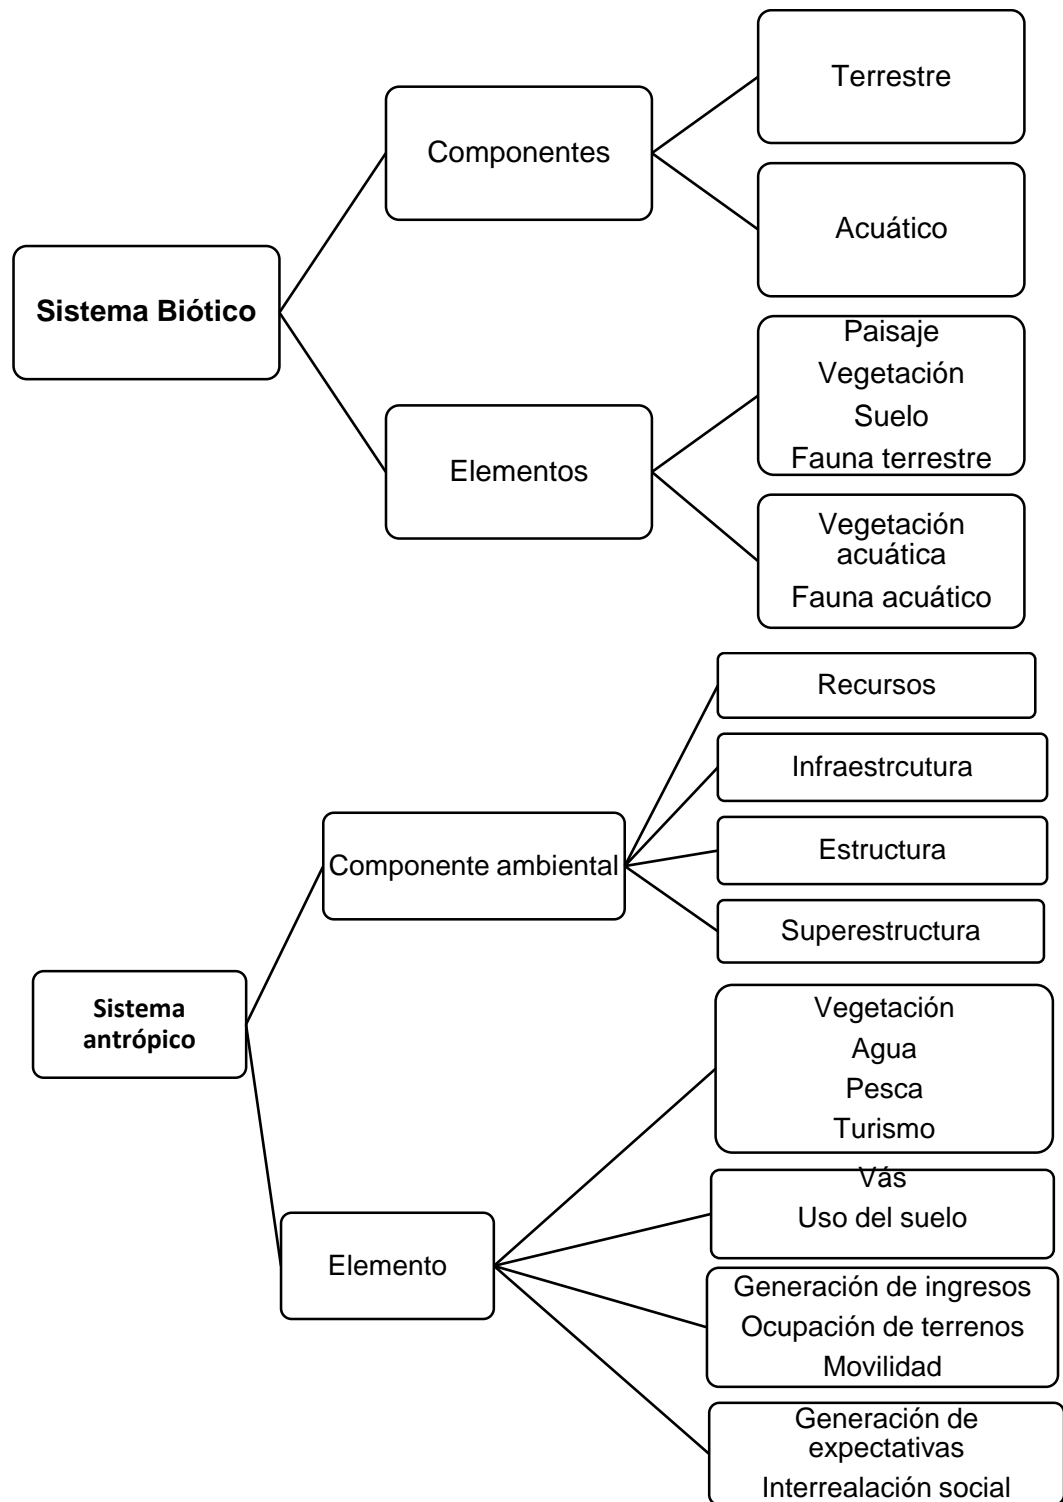 Sistema Biótico
Componentes
Terrestre
Acuático
Elementos
Paisaje
Vegetación
Suelo
Fauna terrestre
Vegetación
acuática
Fauna acuático
Sistema
antrópico
Componente ambiental
Recursos
Infraestrcutura
Estructura
Superestructura
Elemento
Vegetación
Agua
Pesca
Turismo
Vás
Uso del suelo
Generación de ingresos
Ocupación de terrenos
Movilidad
Generación de
expectativas
Interrealación social